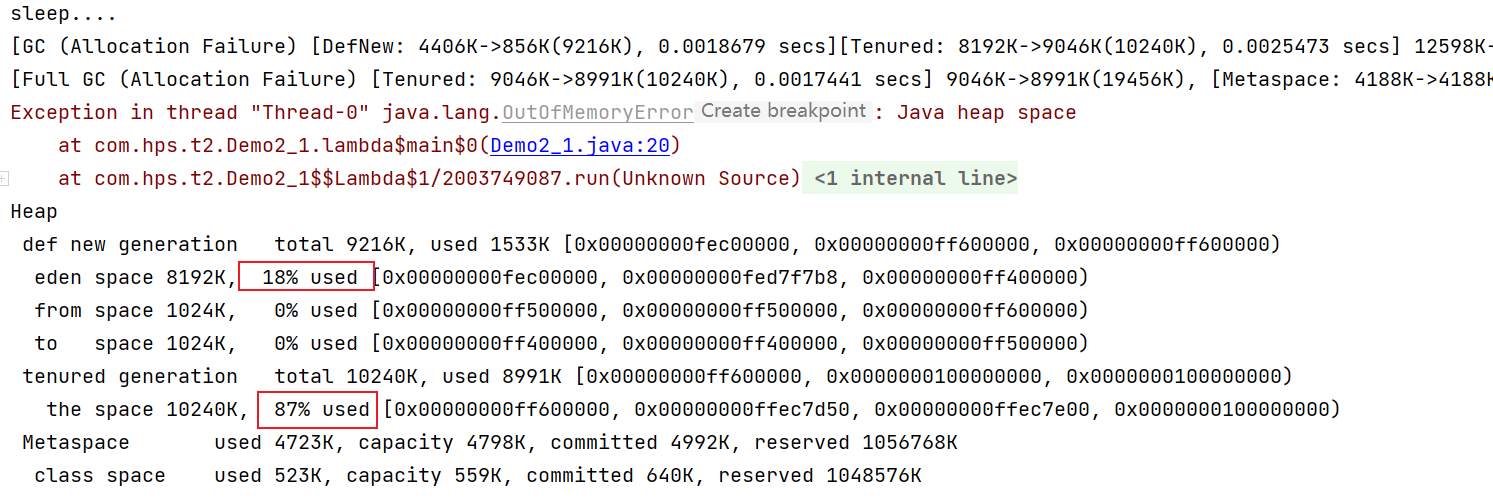 sleep....
[GC (Allocation Failure) [DefNew: 4406K->856K(9216K), 0.0018679 secs][Tenured: 8192K->9046K(10240K), 0.0025473 secs] 12598K-
[Full GC (Allocation Failure) [Tenured: 9046K->8991K(10240K), 0.0017441 secs] 9046K->8991K(19456K), [Metaspace: 4188K->4188K
Exception in thread "Thread-0" java.lang.OutOfMemoryError Create breakpoint : Java heap space
    at com.hps.t2.Demo2_1.lambda$main$0(Demo2_1.java:20)
    at com.hps.t2.Demo2_1$$Lambda$1/2003749087.run(Unknown Source) <1 internal line>
Heap
 def new generation   total 9216K, used 1533K [0x00000000fec00000, 0x00000000ff600000, 0x00000000ff600000)
  eden space 8192K,  18% used [0x00000000fec00000, 0x00000000fed7f7b8, 0x00000000ff400000)
  from space 1024K,   0% used [0x00000000ff500000, 0x00000000ff500000, 0x00000000ff600000)
  to   space 1024K,   0% used [0x00000000ff400000, 0x00000000ff400000, 0x00000000ff500000)
 tenured generation   total 10240K, used 8991K [0x00000000ff600000, 0x0000000100000000, 0x0000000100000000)
   the space 10240K,  87% used [0x00000000ff600000, 0x00000000ffec7d50, 0x00000000ffec7e00, 0x0000000100000000)
 Metaspace       used 4723K, capacity 4798K, committed 4992K, reserved 1056768K
  class space    used 523K, capacity 559K, committed 640K, reserved 1048576K